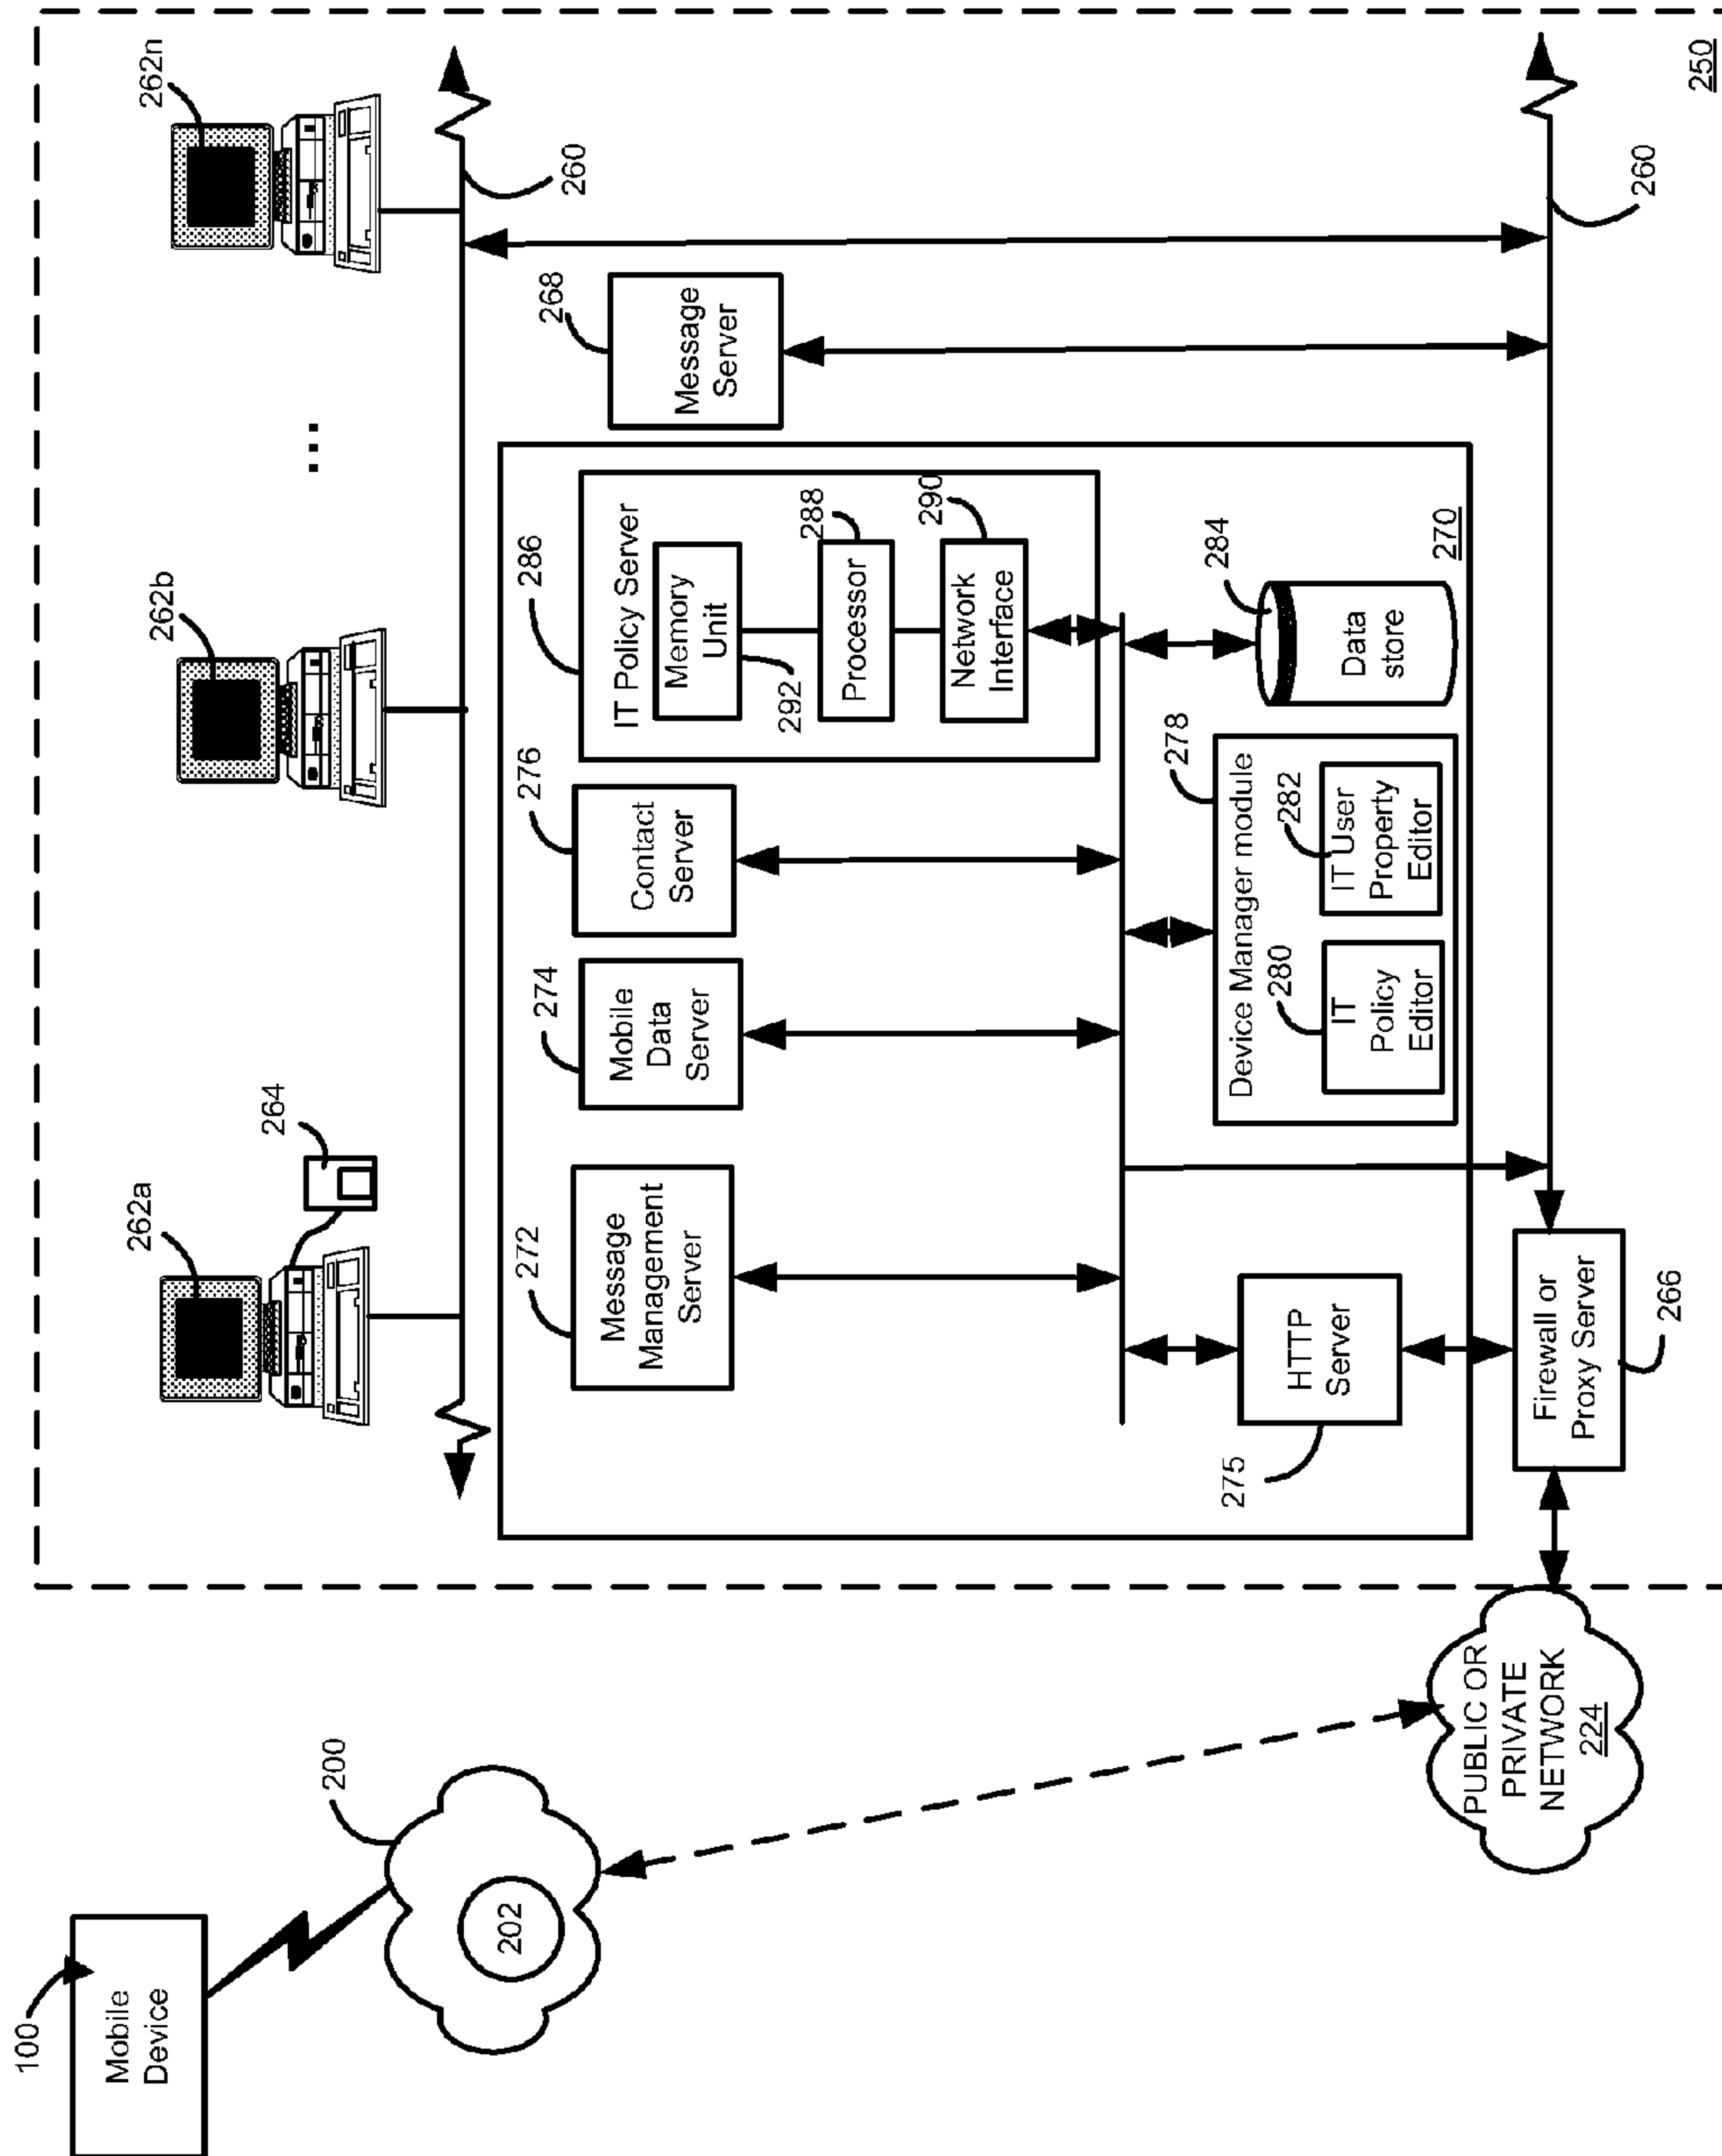 100
Mobile
Device
200
202
PUBLIC OR
PRIVATE
NETWORK
224
262a
264
262b
...
262n
260
272
Message
Management
Server
274
Mobile
Data
Server
276
Contact
Server
286
IT Policy Server
Memory
Unit
292
Processor
288
Network
Interface
290
268
Message
Server
275
HTTP
Server
Device Manager module
278
280
IT
Policy
Editor
282
IT User
Property
Editor
284
Data
store
270
Firewall or
Proxy Server
266
260
250